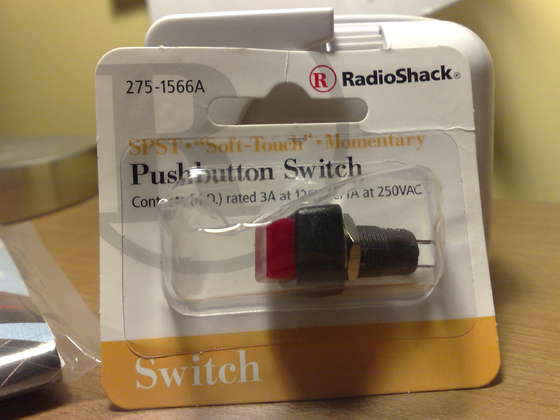 275-1566A
R RadioShack®
SPST • "Soft-Touch" • Momentary
Pushbutton Switch
rated 3A at 1A at 250VAC
Switch